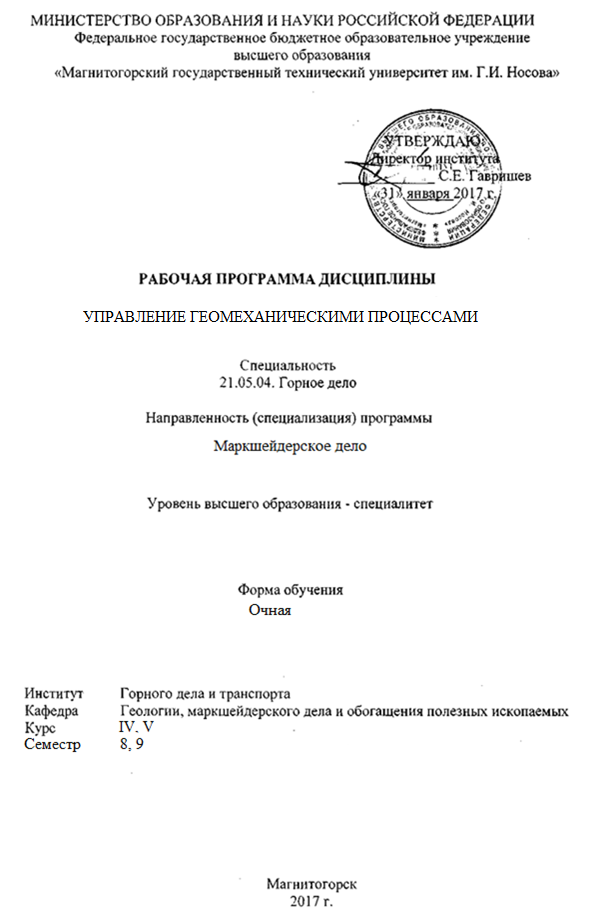 МИНИСТЕРСТВО ОБРАЗОВАНИЯ И НАУКИ РОССИЙСКОЙ ФЕДЕРАЦИИ
Федеральное государственное бюджетное образовательное учреждение
высшего образования
«Магнитогорский государственный технический университет им. Г.И. Носова»
УТВЕРЖДАЮ
Директор института
С.Е. Гавришев
«31» января 2017 г.
РАБОЧАЯ ПРОГРАММА ДИСЦИПЛИНЫ
УПРАВЛЕНИЕ ГЕОМЕХАНИЧЕСКИМИ ПРОЦЕССАМИ
Специальность
21.05.04. Горное дело
Направленность (специализация) программы
Маркшейдерское дело
Уровень высшего образования - специалитет
Форма обучения
Очная
Институт Горного дела и транспорта
Кафедра Геологии, маркшейдерского дела и обогащения полезных ископаемых
Курс IV, V
Семестр 8, 9
Магнитогорск
2017 г.